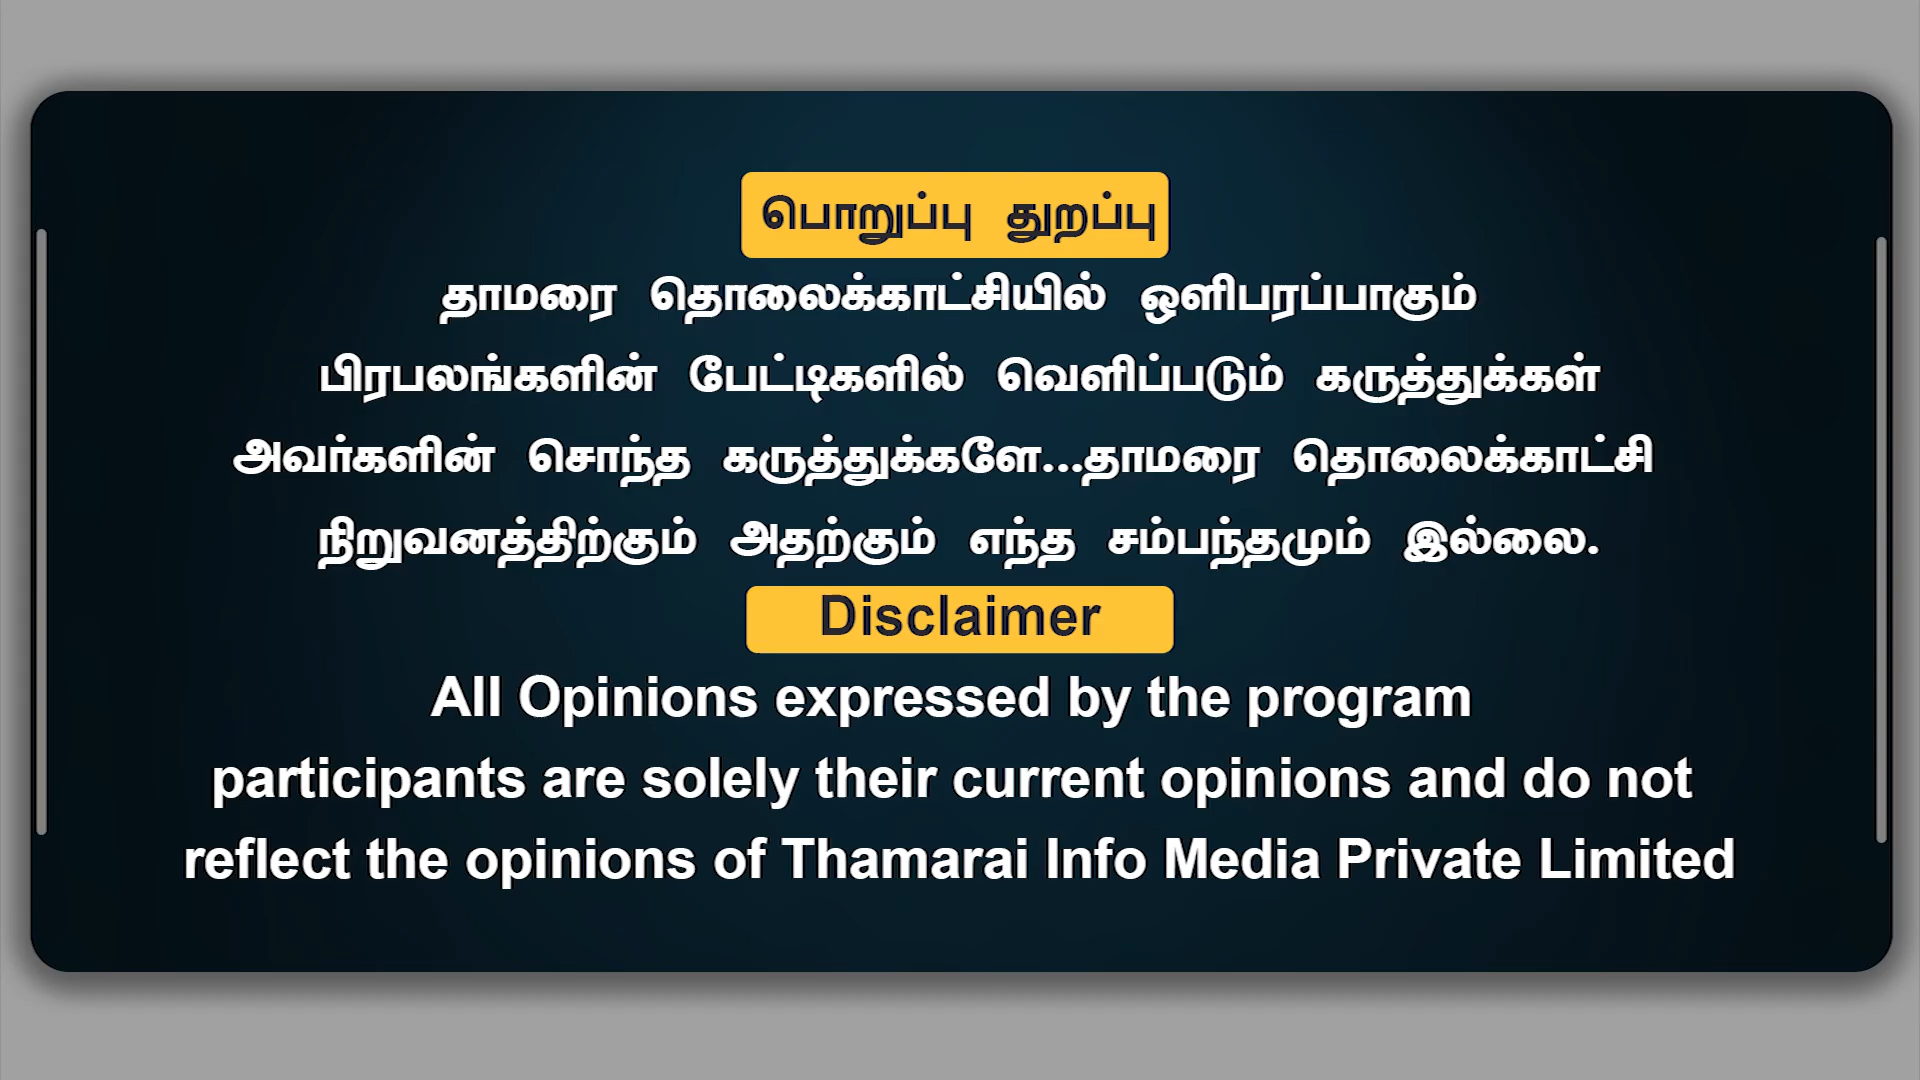 பொறுப்பு துறப்பு
தாமரை தொலைக்காட்சியில் ஒளிபரப்பாகும்
பிரபலங்களின் பேட்டிகளில் வெளிப்படும் கருத்துக்கள்
அவர்களின் சொந்த கருத்துக்களே...தாமரை தொலைக்காட்சி
நிறுவனத்திற்கும் அதற்கும் எந்த சம்பந்தமும் இல்லை.
Disclaimer
All Opinions expressed by the program
participants are solely their current opinions and do not
reflect the opinions of Thamarai Info Media Private Limited